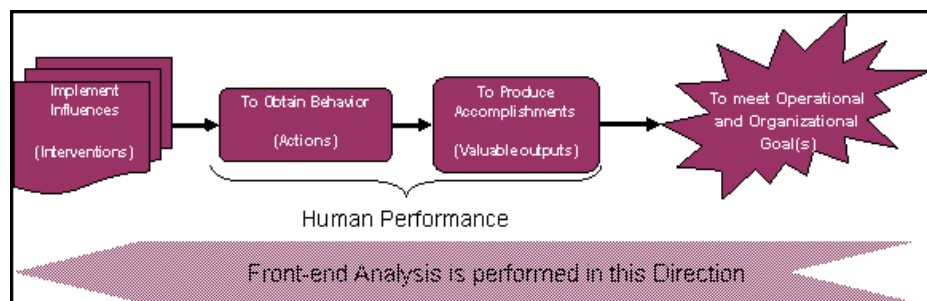 Implement
Influences
(Interventions)
To Obtain Behavior
(Actions)
To Produce
Accomplishments
(Valuable outputs)
To meet Operational
and Organizational
Goal(s)
Human Performance
Front-end Analysis is performed in this Direction